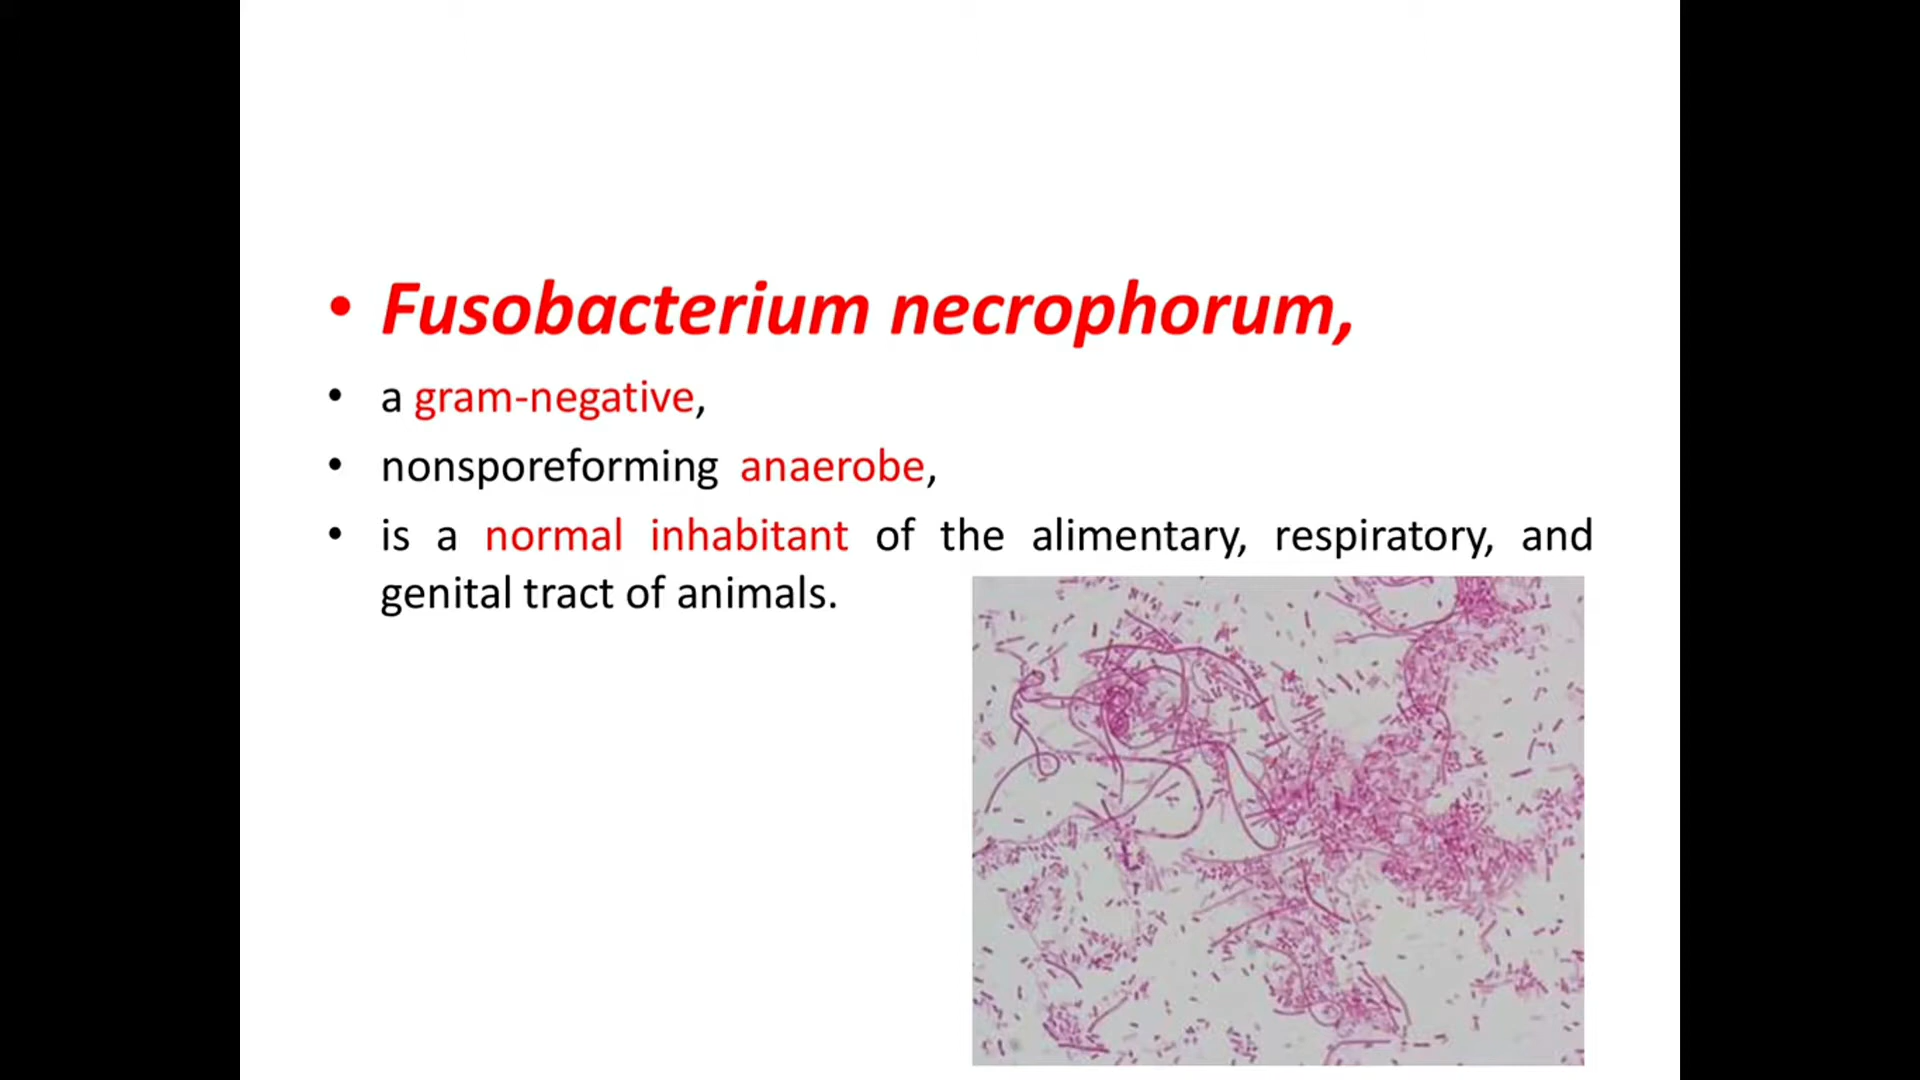 • Fusobacterium necrophorum,
• a gram-negative,
• nonsporeforming anaerobe,
• is a normal inhabitant of the alimentary, respiratory, and
genital tract of animals.